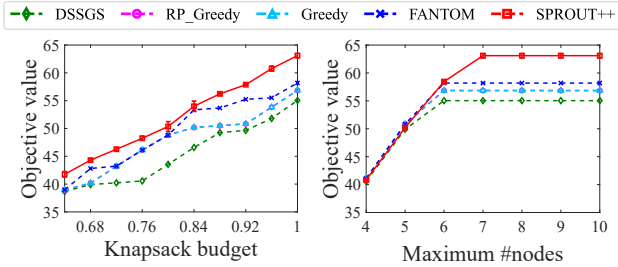 DSSGS RP_Greedy Greedy FANTOM SPROUT++
Objective value
65
60
55
50
45
40
35
0.68 0.76 0.84 0.92 1
Knapsack budget
Objective value
65
60
55
50
45
40
35
4 5 6 7 8 9 10
Maximum #nodes